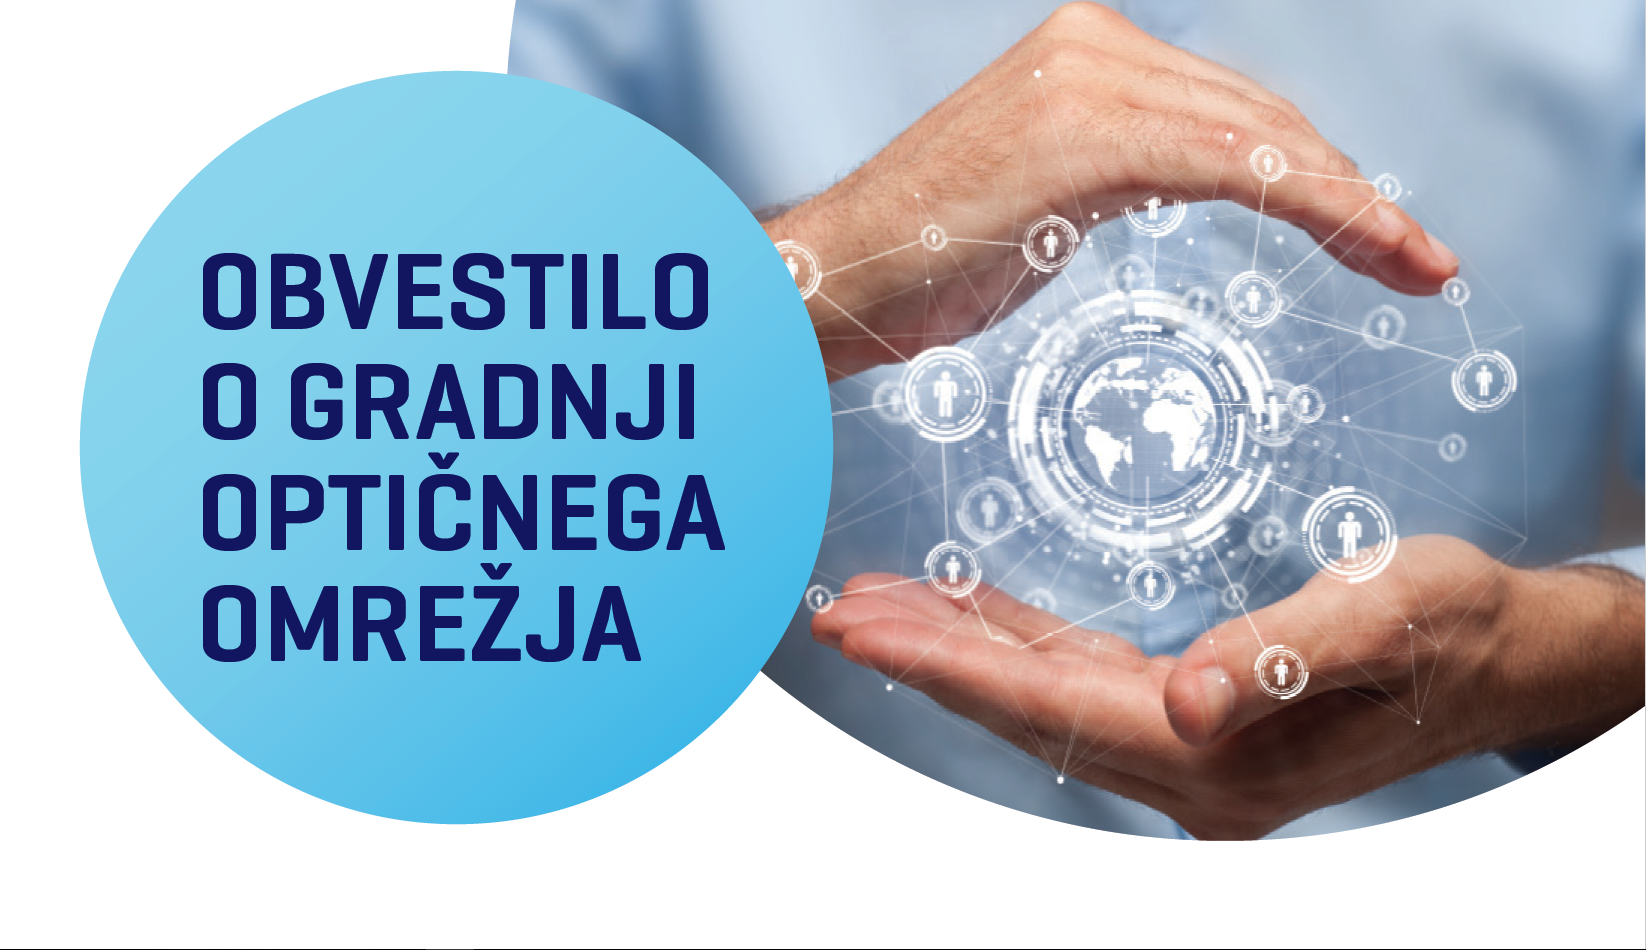 OBVESTILO
O GRADNJI
OPTIČNEGA
OMREŽJA